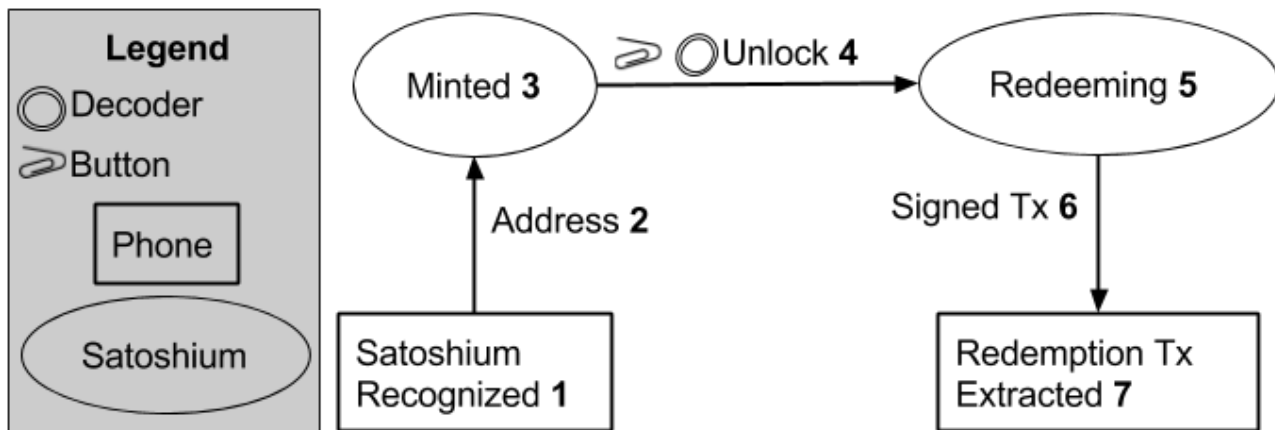 Legend
Decoder
Button
Phone
Satoshium
Minted 3
Unlock 4
Redeeming 5
Address 2
Signed Tx 6
Satoshium
Recognized 1
Redemption Tx
Extracted 7